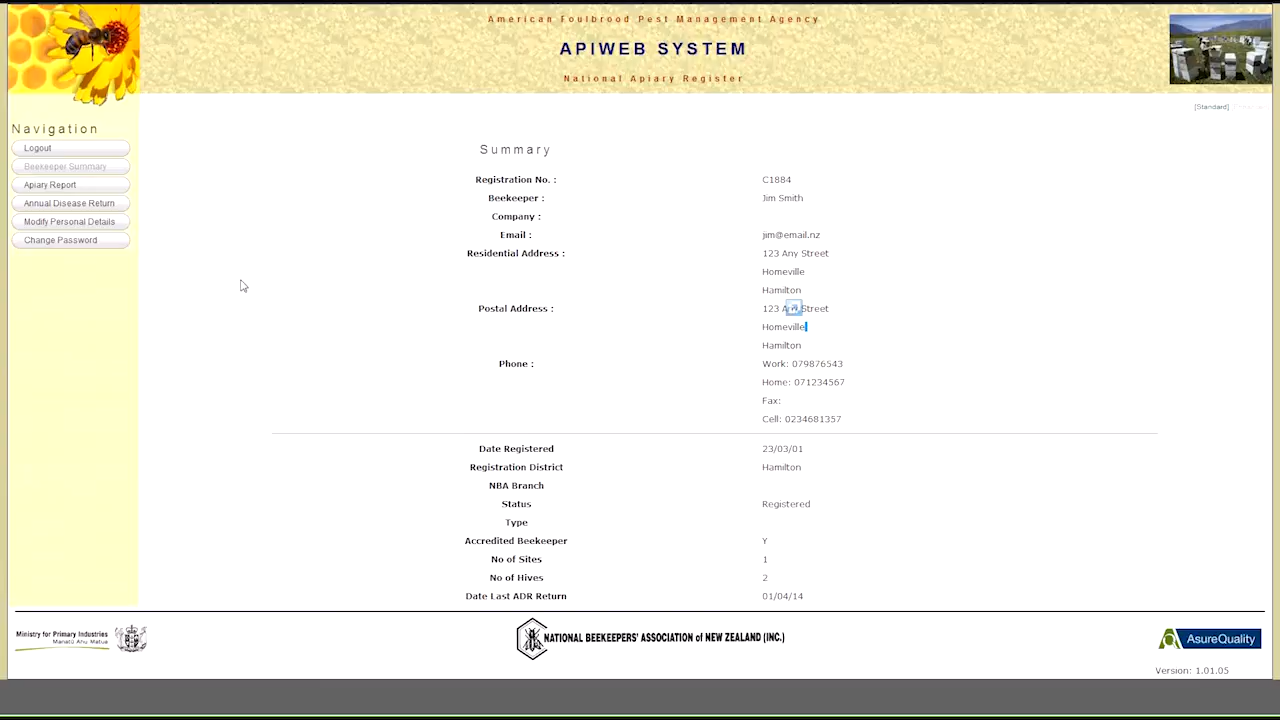 American Foulbrood Pest Management Agency
APIWEB SYSTEM
National Apiary Register
[Standard]
Navigation
Logout
Beekeeper Summary
Apiary Report
Annual Disease Return
Modify Personal Details
Change Password
Summary
Registration No. : C1884
Beekeeper : Jim Smith
Company :
Email : jim@email.nz
Residential Address : 123 Any Street
Homeville
Hamilton
Postal Address : 123 Any Street
Homeville
Hamilton
Phone : Work: 079876543
Home: 071234567
Fax:
Cell: 0234681357
Date Registered 23/03/01
Registration District Hamilton
NBA Branch
Status Registered
Type
Accredited Beekeeper Y
No of Sites 1
No of Hives 2
Date Last ADR Return 01/04/14
Ministry for Primary Industries
Manatū Ahu Matua
NATIONAL BEEKEEPERS' ASSOCIATION of NEW ZEALAND (INC.)
AsureQuality
Version: 1.01.05